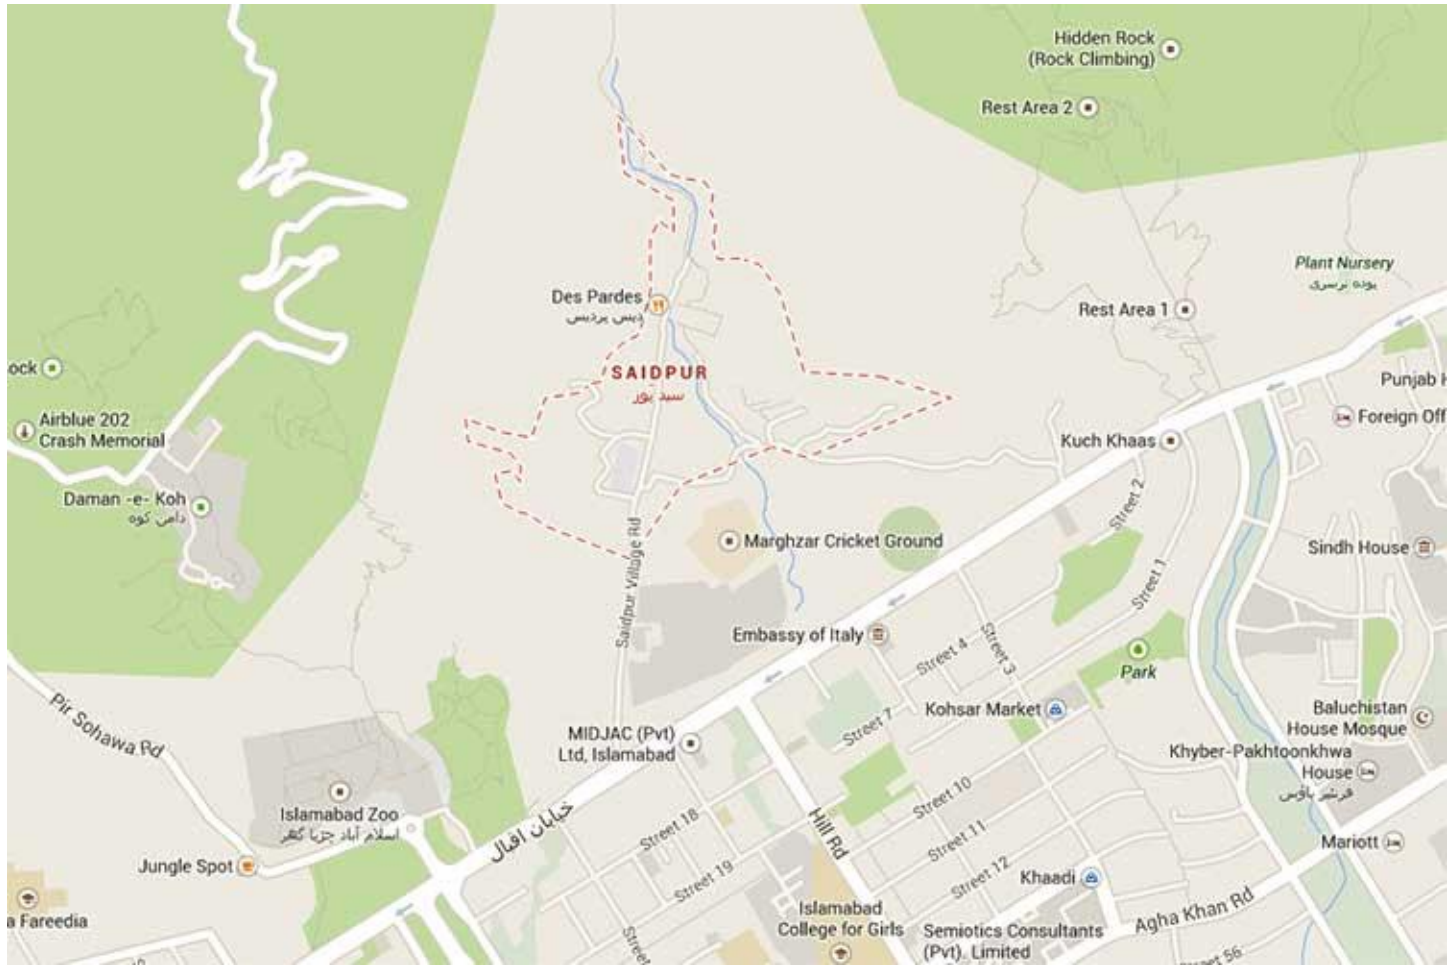 Hidden Rock
(Rock Climbing)
Rest Area 2
Plant Nursery
پودہ نرسری
Des Pardes
دیس پردیس
Rest Area 1
ock
SAIDPUR
سید پور
Punjab H
Airblue 202
Crash Memorial
Foreign Off
Kuch Khaas
Daman -e- Koh
دامن کوہ
Street 2
Saidpur Village Rd
Marghzar Cricket Ground
Sindh House
Street 1
Embassy of Italy
Street 4
Street 3
Park
Pir Sohawa Rd
MIDJAC (Pvt)
Ltd, Islamabad
Street 7
Kohsar Market
Baluchistan
House Mosque
Khyber-Pakhtoonkhwa
House
فرنٹیر ہاؤس
Islamabad Zoo
اسلام آباد چڑیا گھر
خیابان اقبال
Street 18
Hill Rd
Street 10
Street 11
Mariott
Jungle Spot
Street 19
Street 12
Khaadi
a Fareedia
Islamabad
College for Girls
Agha Khan Rd
Semiotics Consultants
(Pvt). Limited
Street
Street 56